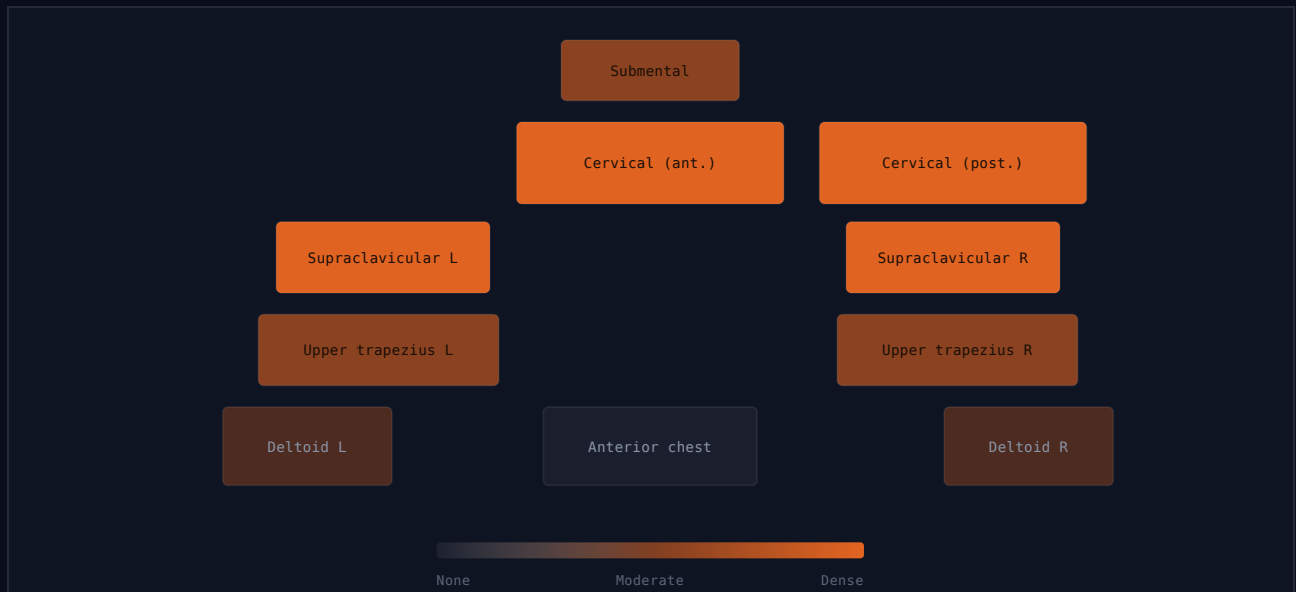 Submental
Cervical (ant.)
Cervical (post.)
Supraclavicular L
Supraclavicular R
Upper trapezius L
Upper trapezius R
Deltoid L
Anterior chest
Deltoid R
None
Moderate
Dense